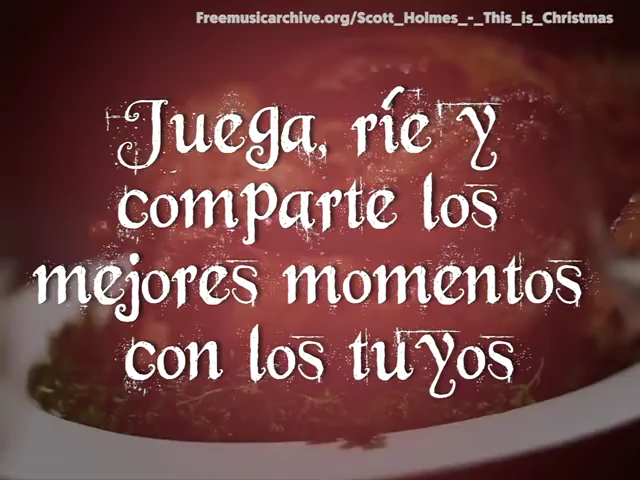 Freemusicarchive.org/Scott_Holmes_-_This_is_Christmas
Juega, ríe y
comparte los
mejores momentos
con los tuyos